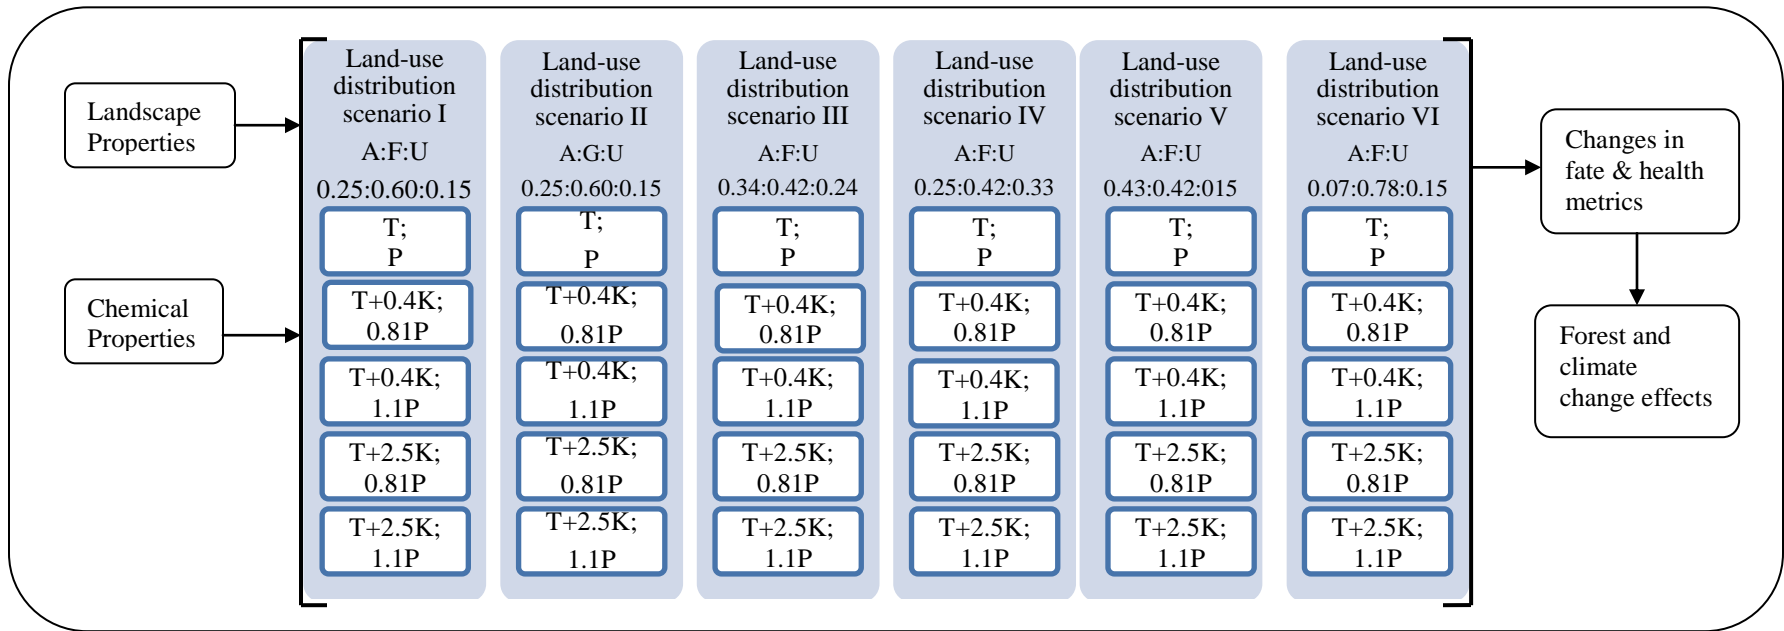 Landscape
Properties
Chemical
Properties
Land-use
distribution
scenario I
A:F:U
0.25:0.60:0.15
T;
P
T+0.4K;
0.81P
T+0.4K;
1.1P
T+2.5K;
0.81P
T+2.5K;
1.1P
Land-use
distribution
scenario II
A:G:U
0.25:0.60:0.15
T;
P
T+0.4K;
0.81P
T+0.4K;
1.1P
T+2.5K;
0.81P
T+2.5K;
1.1P
Land-use
distribution
scenario III
A:F:U
0.34:0.42:0.24
T;
P
T+0.4K;
0.81P
T+0.4K;
1.1P
T+2.5K;
0.81P
T+2.5K;
1.1P
Land-use
distribution
scenario IV
A:F:U
0.25:0.42:0.33
T;
P
T+0.4K;
0.81P
T+0.4K;
1.1P
T+2.5K;
0.81P
T+2.5K;
1.1P
Land-use
distribution
scenario V
A:F:U
0.43:0.42:015
T;
P
T+0.4K;
0.81P
T+0.4K;
1.1P
T+2.5K;
0.81P
T+2.5K;
1.1P
Land-use
distribution
scenario VI
A:F:U
0.07:0.78:0.15
T;
P
T+0.4K;
0.81P
T+0.4K;
1.1P
T+2.5K;
0.81P
T+2.5K;
1.1P
Changes in
fate & health
metrics
Forest and
climate
change effects